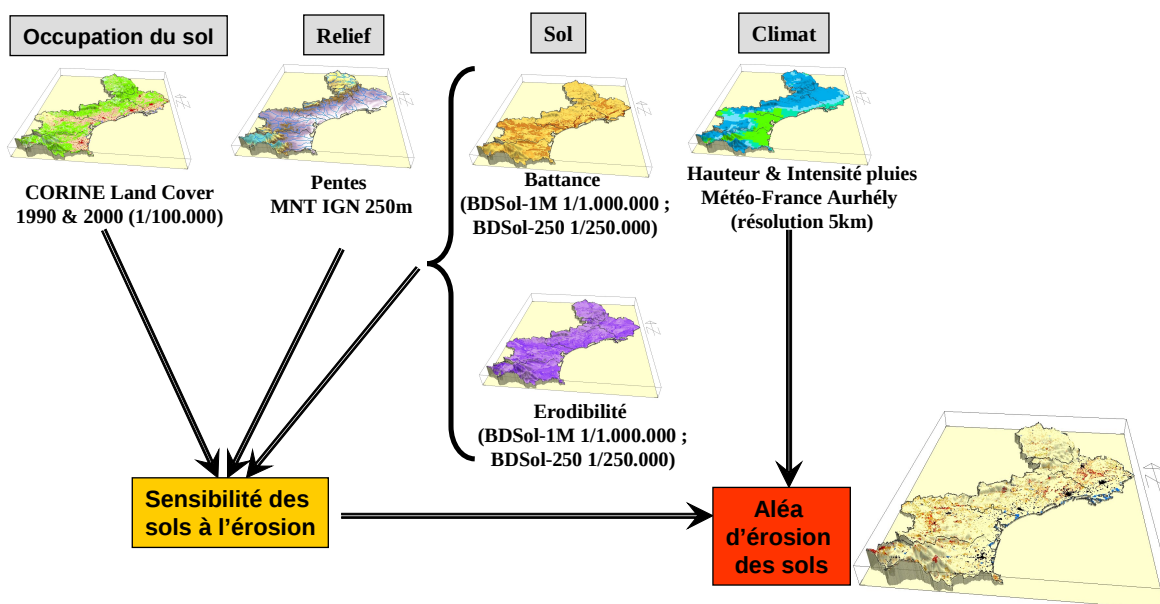 Occupation du sol
Relief
Sol
Climat
CORINE Land Cover
1990 & 2000 (1/100.000)
Pentes
MNT IGN 250m
Battance
(BDSol-1M 1/1.000.000 ;
BDSol-250 1/250.000)
Hauteur & Intensité pluies
Météo-France Aurhély
(résolution 5km)
Erodibilité
(BDSol-1M 1/1.000.000 ;
BDSol-250 1/250.000)
Sensibilité des
sols à l’érosion
Aléa
d’érosion
des sols